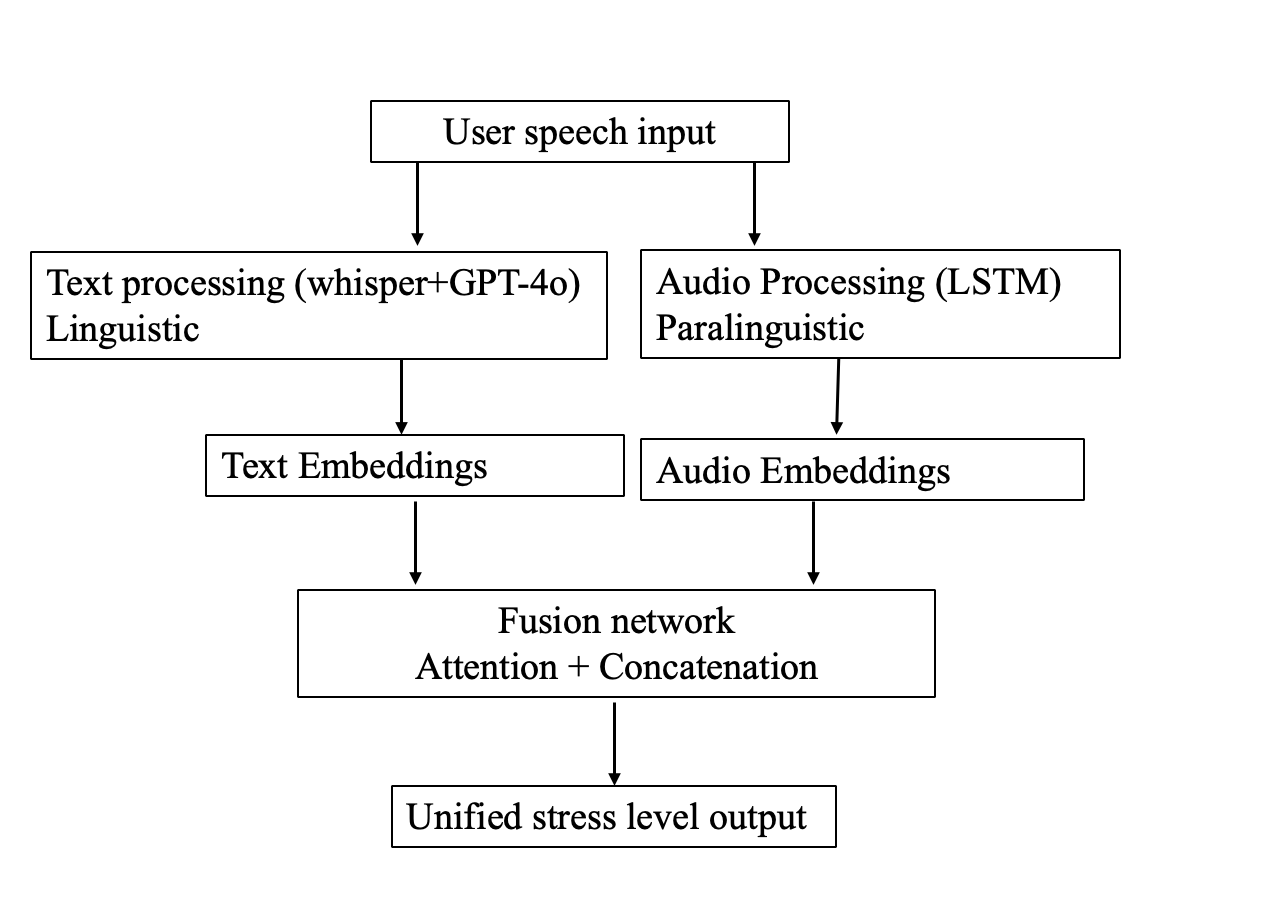 User speech input
Text processing (whisper+GPT-4o)
Linguistic
Audio Processing (LSTM)
Paralinguistic
Text Embeddings
Audio Embeddings
Fusion network
Attention + Concatenation
Unified stress level output